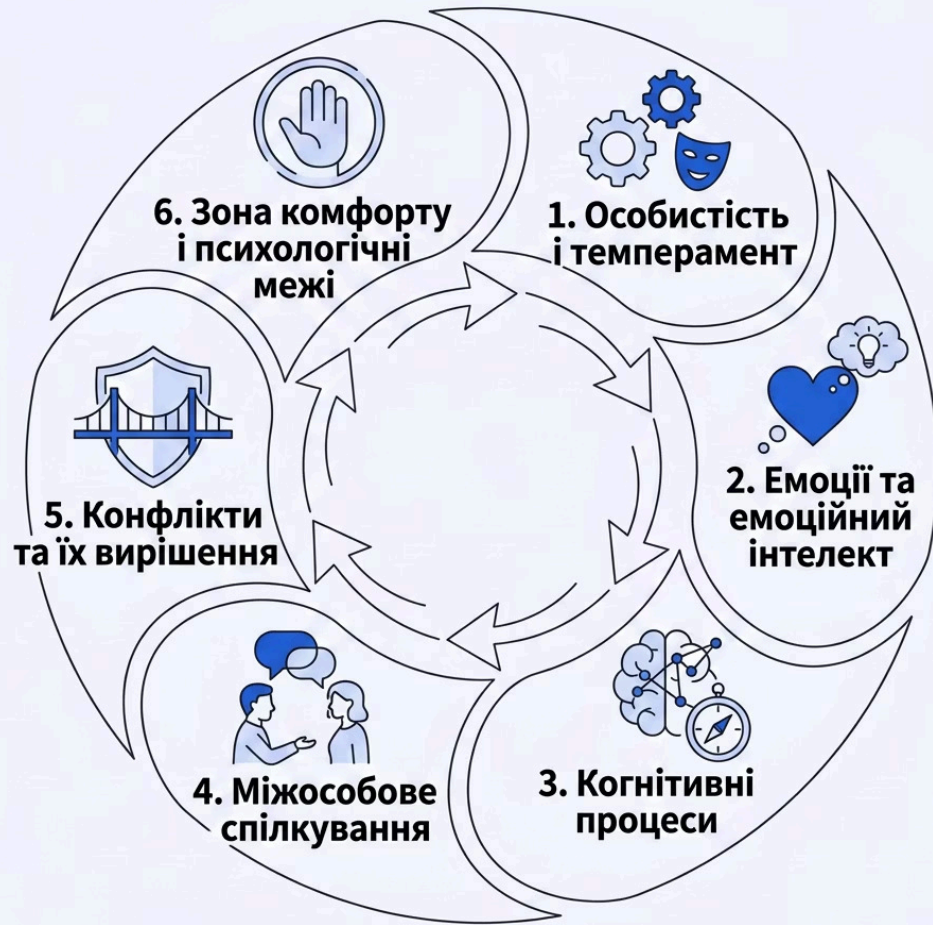 1. Особистість
і темперамент
2. Емоції та
емоційний
інтелект
3. Когнітивні
процеси
4. Міжособове
спілкування
5. Конфлікти
та їх вирішення
6. Зона комфорту
і психологічні
межі